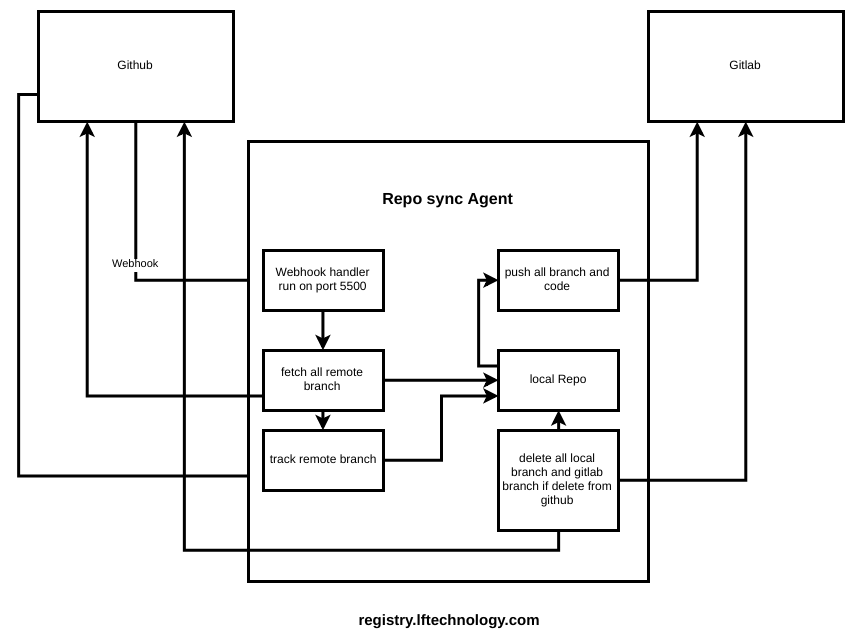 Github
Gitlab
Repo sync Agent
Webhook
Webhook handler
run on port 5500
push all branch and
code
fetch all remote
branch
local Repo
track remote branch
delete all local
branch and gitlab
branch if delete from
github
registry.lftechnology.com